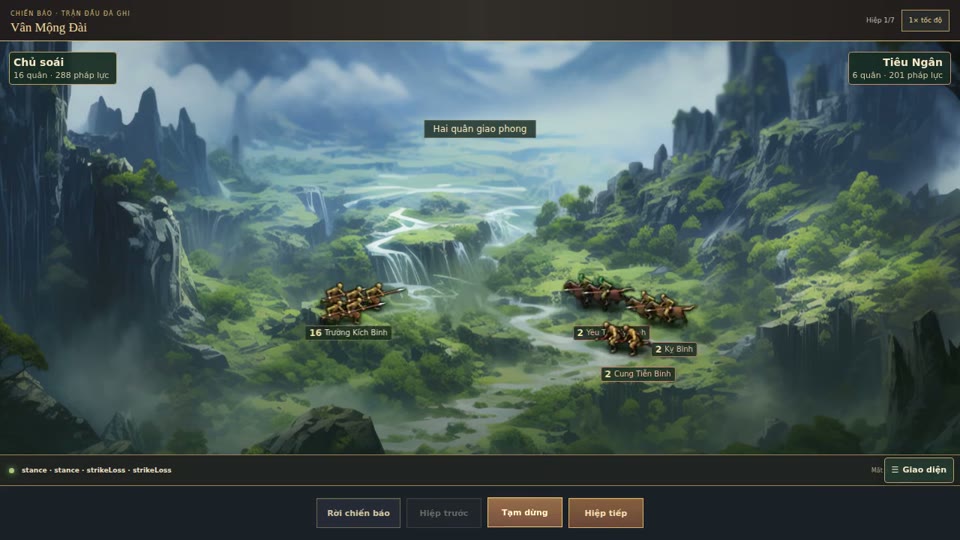 CHIẾN BÁO · TRẬN ĐẤU ĐÃ GHI
Vân Mộng Đài
Hiệp 1/7
1× tốc độ
Chủ soái
16 quân · 288 pháp lực
Tiêu Ngân
6 quân · 201 pháp lực
Hai quân giao phong
16 Trường Kích Binh
2
2 Kỵ Binh
2 Cung Tiễn Binh
stance · stance · strikeLoss · strikeLoss
☰ Giao diện
Rời chiến báo
Hiệp trước
Tạm dừng
Hiệp tiếp